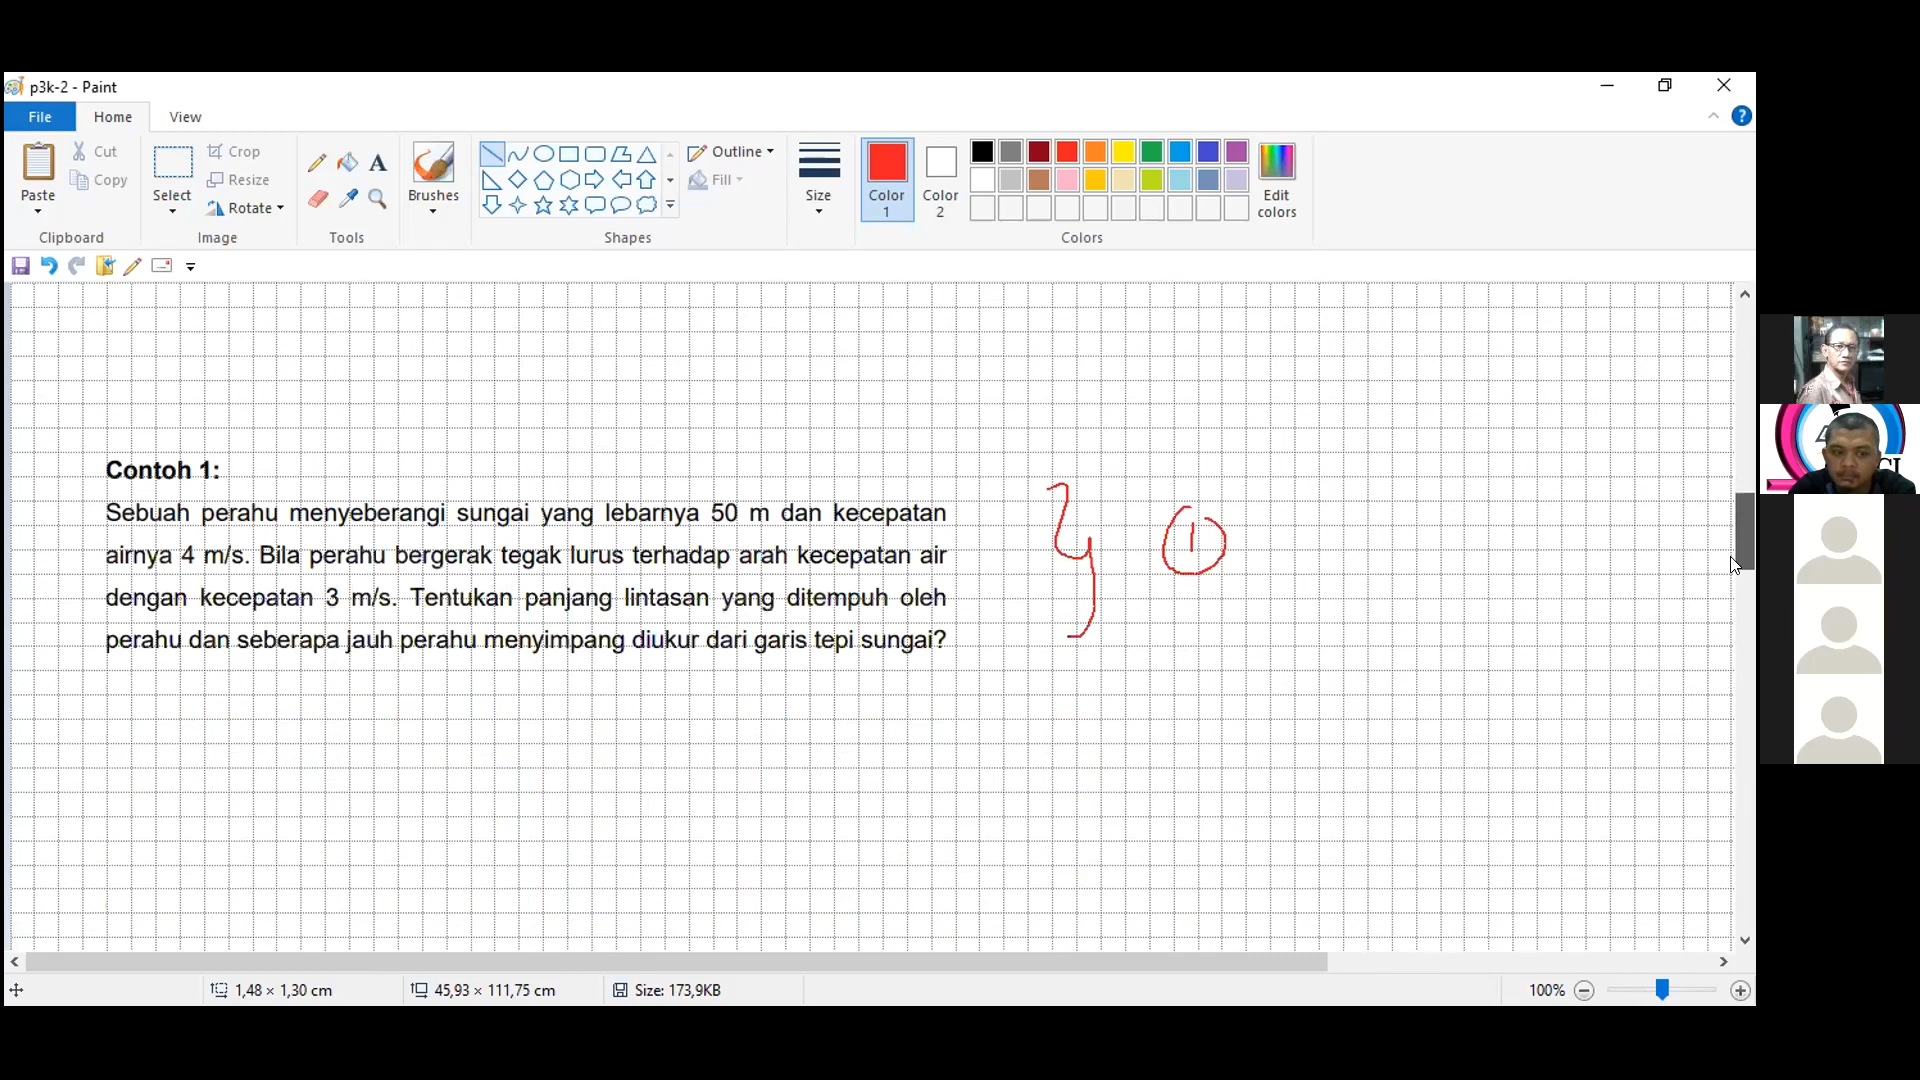 p3k-2 - Paint
File Home View
Paste
Cut
Copy
Clipboard
Select
Crop
Resize
Rotate
Image
Tools
Brushes
Outline
Fill
Shapes
Size
Color 1
Color 2
Edit colors
Colors
Contoh 1:
Sebuah perahu menyeberangi sungai yang lebarnya 50 m dan kecepatan
airnya 4 m/s. Bila perahu bergerak tegak lurus terhadap arah kecepatan air
dengan kecepatan 3 m/s. Tentukan panjang lintasan yang ditempuh oleh
perahu dan seberapa jauh perahu menyimpang diukur dari garis tepi sungai?
1
1,48 × 1,30 cm
45,93 × 111,75 cm
Size: 173,9KB
100%